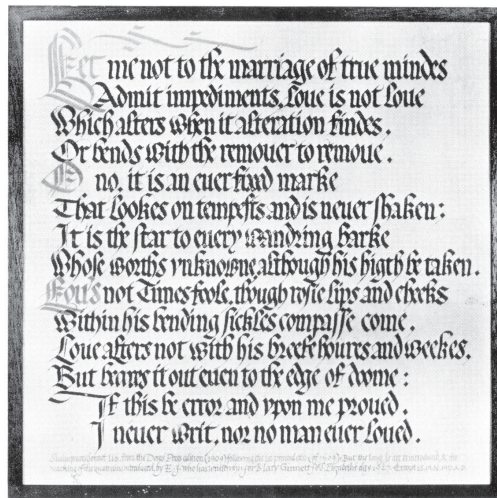 Let me not to the marriage of true mindes
Admit impediments, Loue is not Loue
Which alters when it alteration findes,
Or bends with the remouer to remoue.
O no, it is an euer fixed marke
That lookes on tempests and is neuer shaken:
It is the star to euery wandring barke
Whose worths vnknowne, although his higth be taken.
Lou's not Times foole, though rosie lips and cheeks
Within his bending sickles compasse come,
Loue alters not with his breefe houres and weekes,
But beares it out euen to the edge of doome:
If this be error and vpon me proued,
I neuer writ, nor no man euer loued.